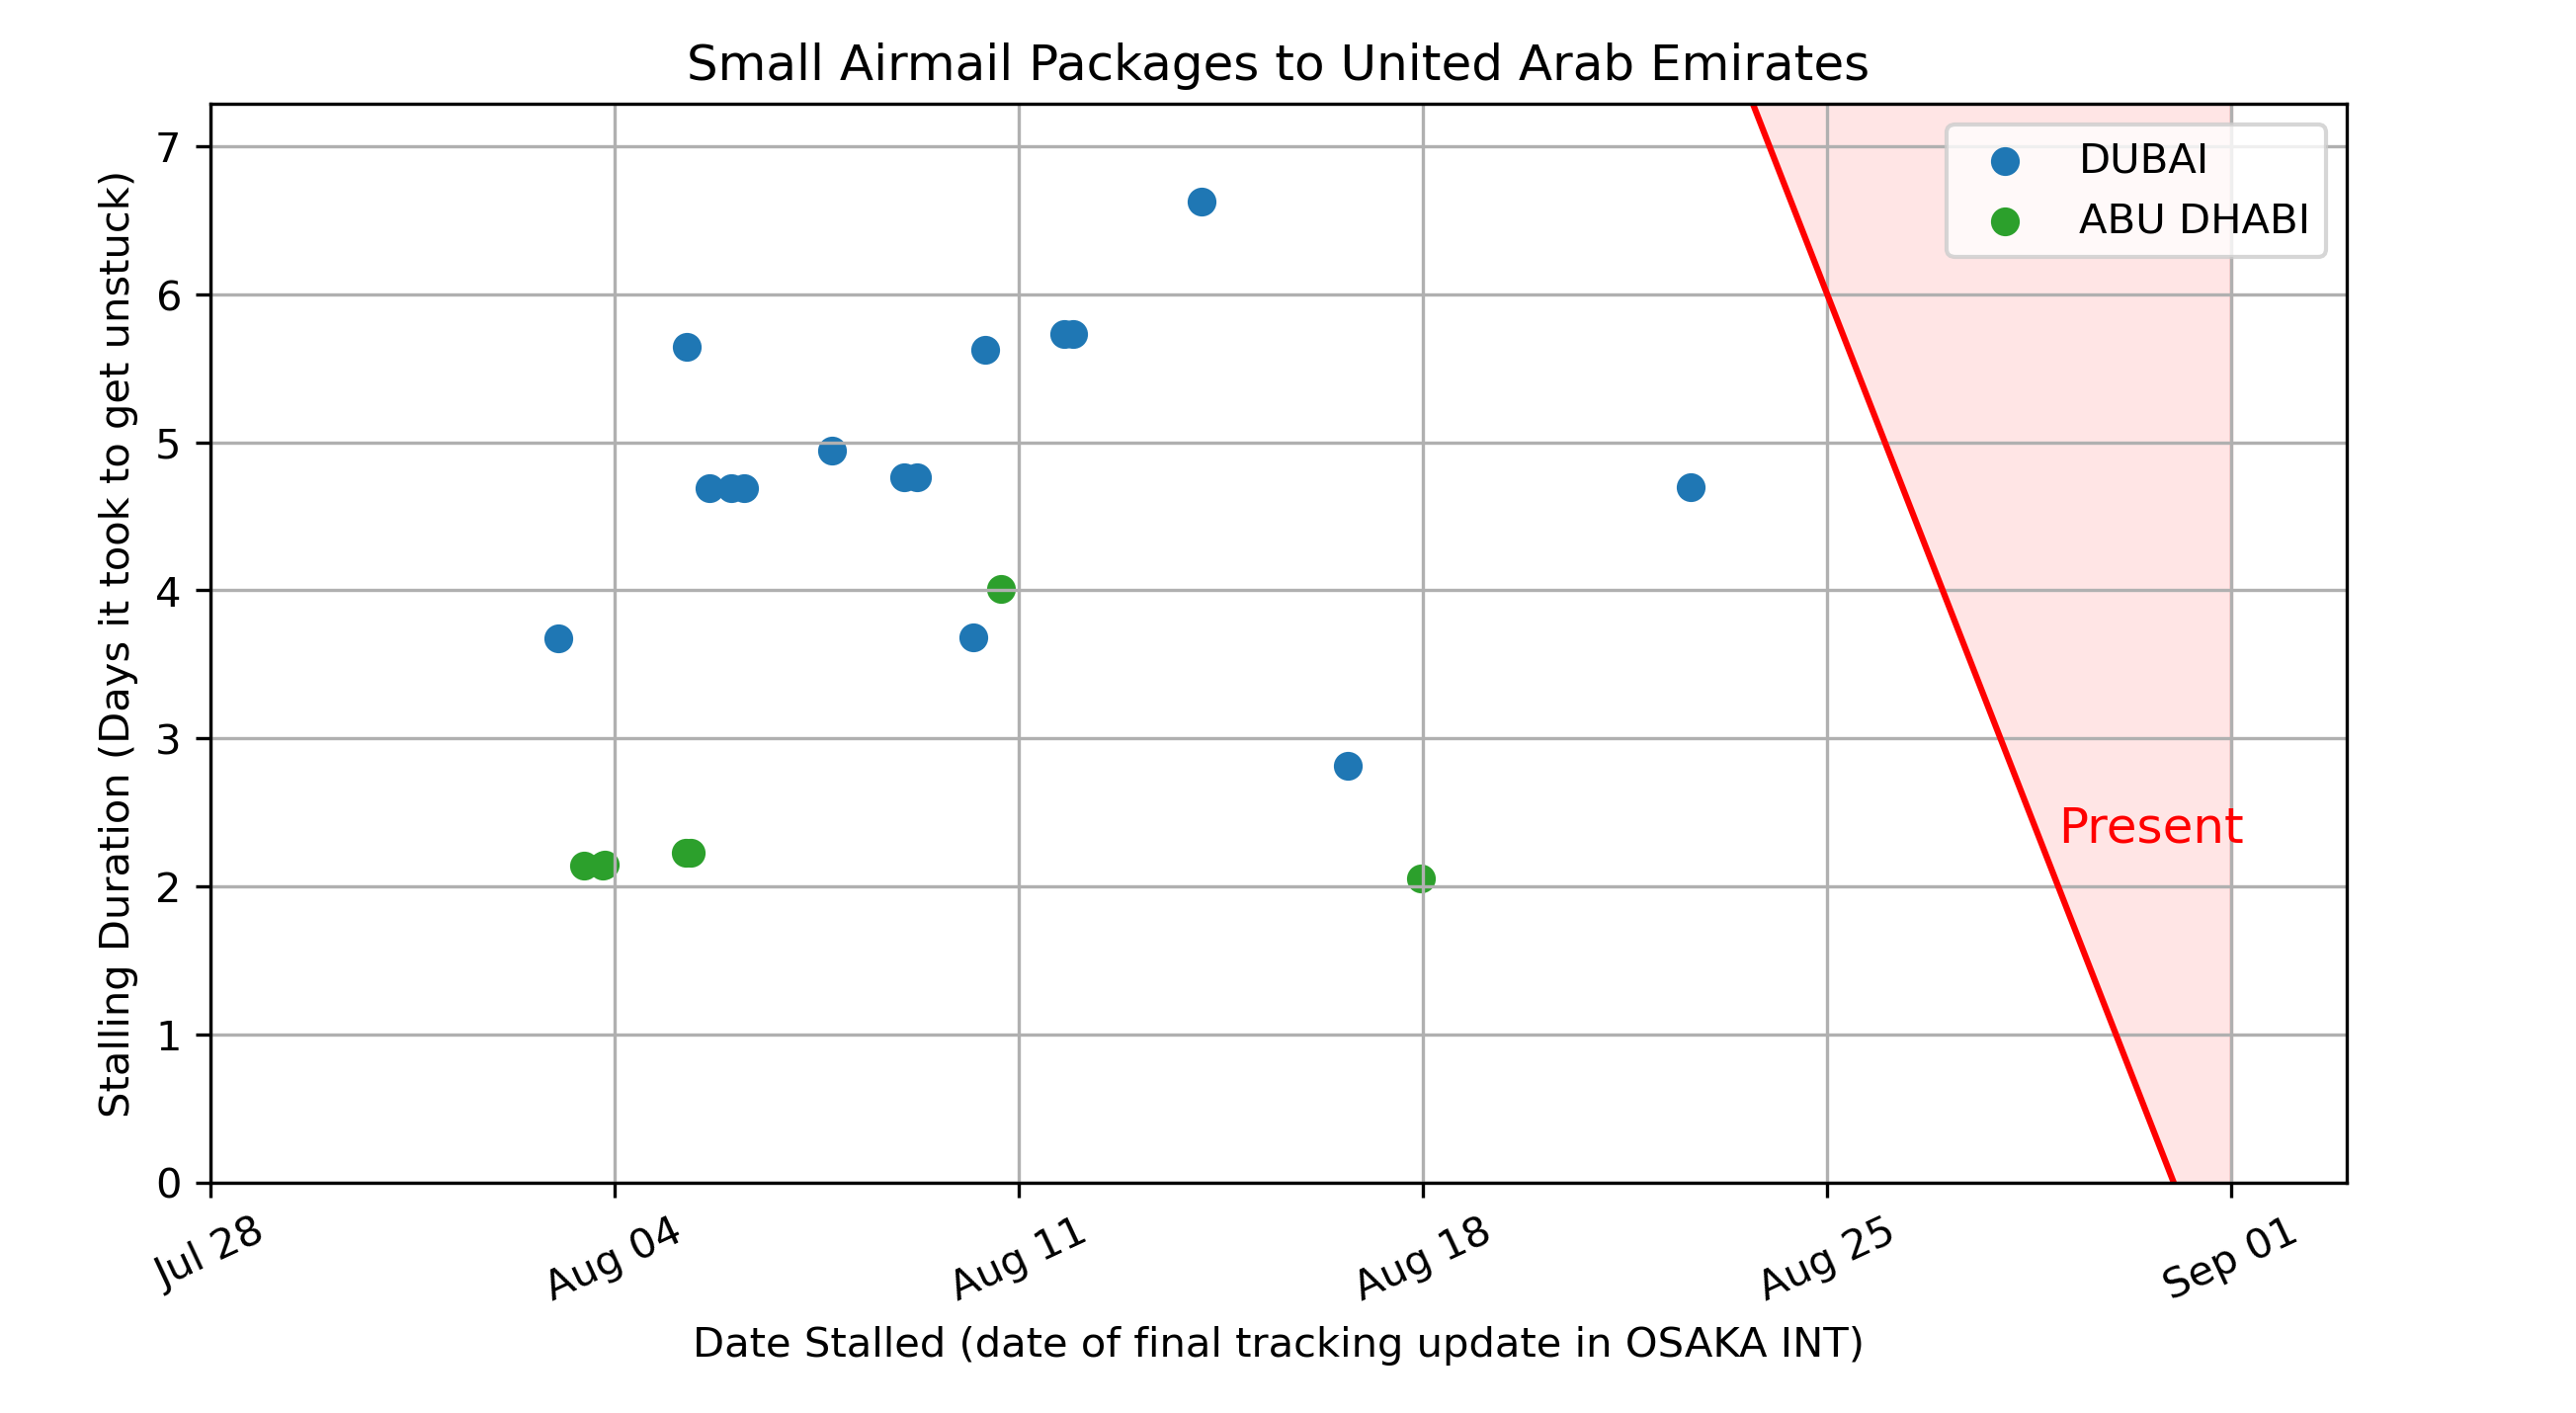 Small Airmail Packages to United Arab Emirates
Stalling Duration (Days it took to get unstuck)
7
6
5
4
3
2
1
0
DUBAI
ABU DHABI
Present
Jul 28
Aug 04
Aug 11
Aug 18
Aug 25
Sep 01
Date Stalled (date of final tracking update in OSAKA INT)